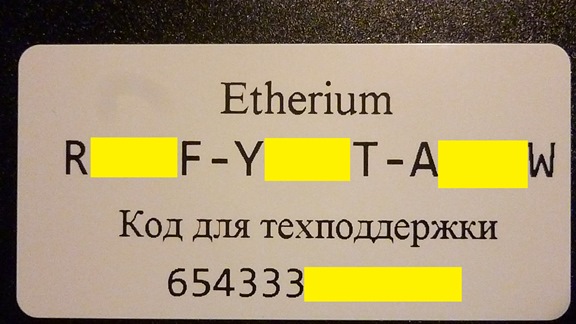 Etherium
R F-Y T-A W
Код для техподдержки
654333